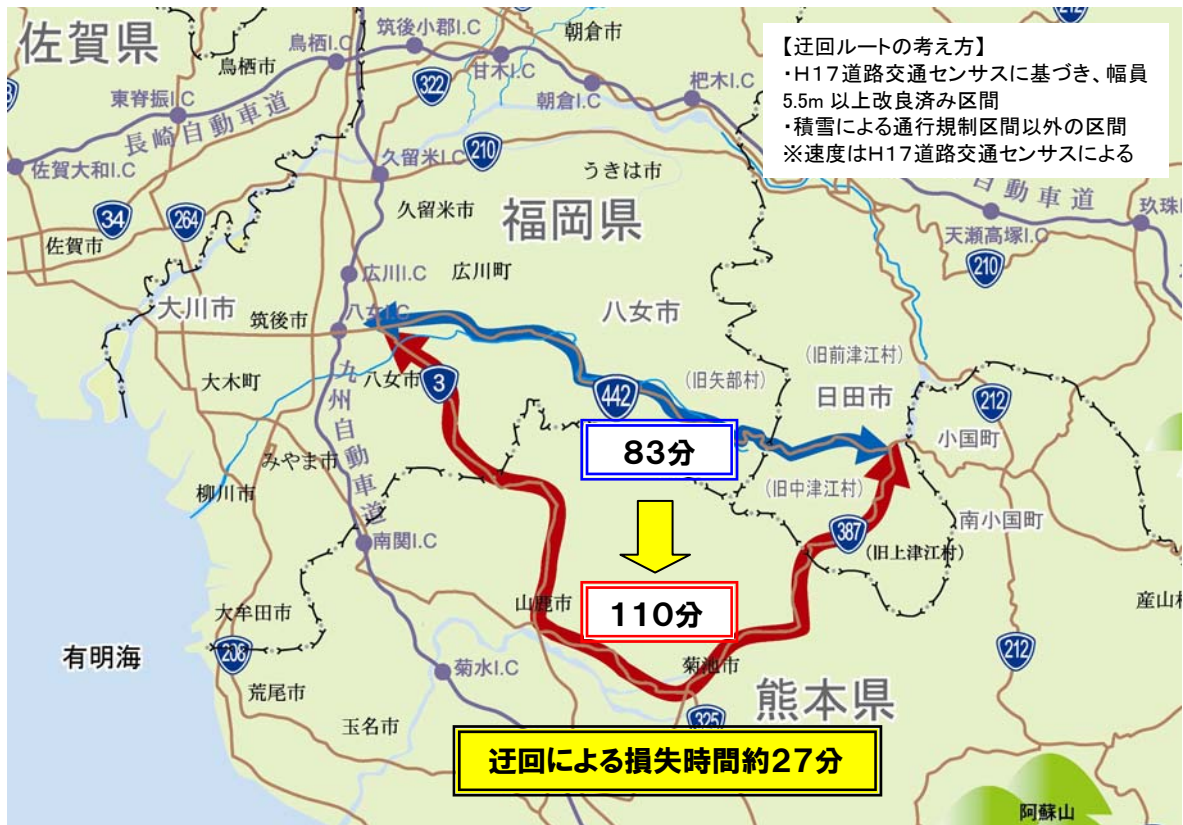 佐賀県
筑後小郡I.C
朝倉市
鳥栖I.C
鳥栖市
甘木I.C
322
朝倉I.C
杷木I.C
東脊振I.C
長崎自動車道
佐賀大和I.C
久留米I.C
210
うきは市
【迂回ルートの考え方】
・H17道路交通センサスに基づき、幅員
5.5m 以上改良済み区間
・積雪による通行規制区間以外の区間
※速度はH17道路交通センサスによる
自動車道
玖珠I
天瀬高塚I.C
210
34
264
佐賀市
久留米市
福岡県
広川I.C
広川町
大川市
筑後市
八女I.C
八女市
(旧前津江村)
大木町
八女市
3
442
(旧矢部村)
日田市
212
小国町
九州自動車道
83分
みやま市
柳川市
(旧中津江村)
南小国町
387
(旧上津江村)
南関I.C
山鹿市
110分
産山村
大牟田市
208
有明海
212
菊池市
菊水I.C
荒尾市
熊本県
325
玉名市
迂回による損失時間約27分
阿蘇山